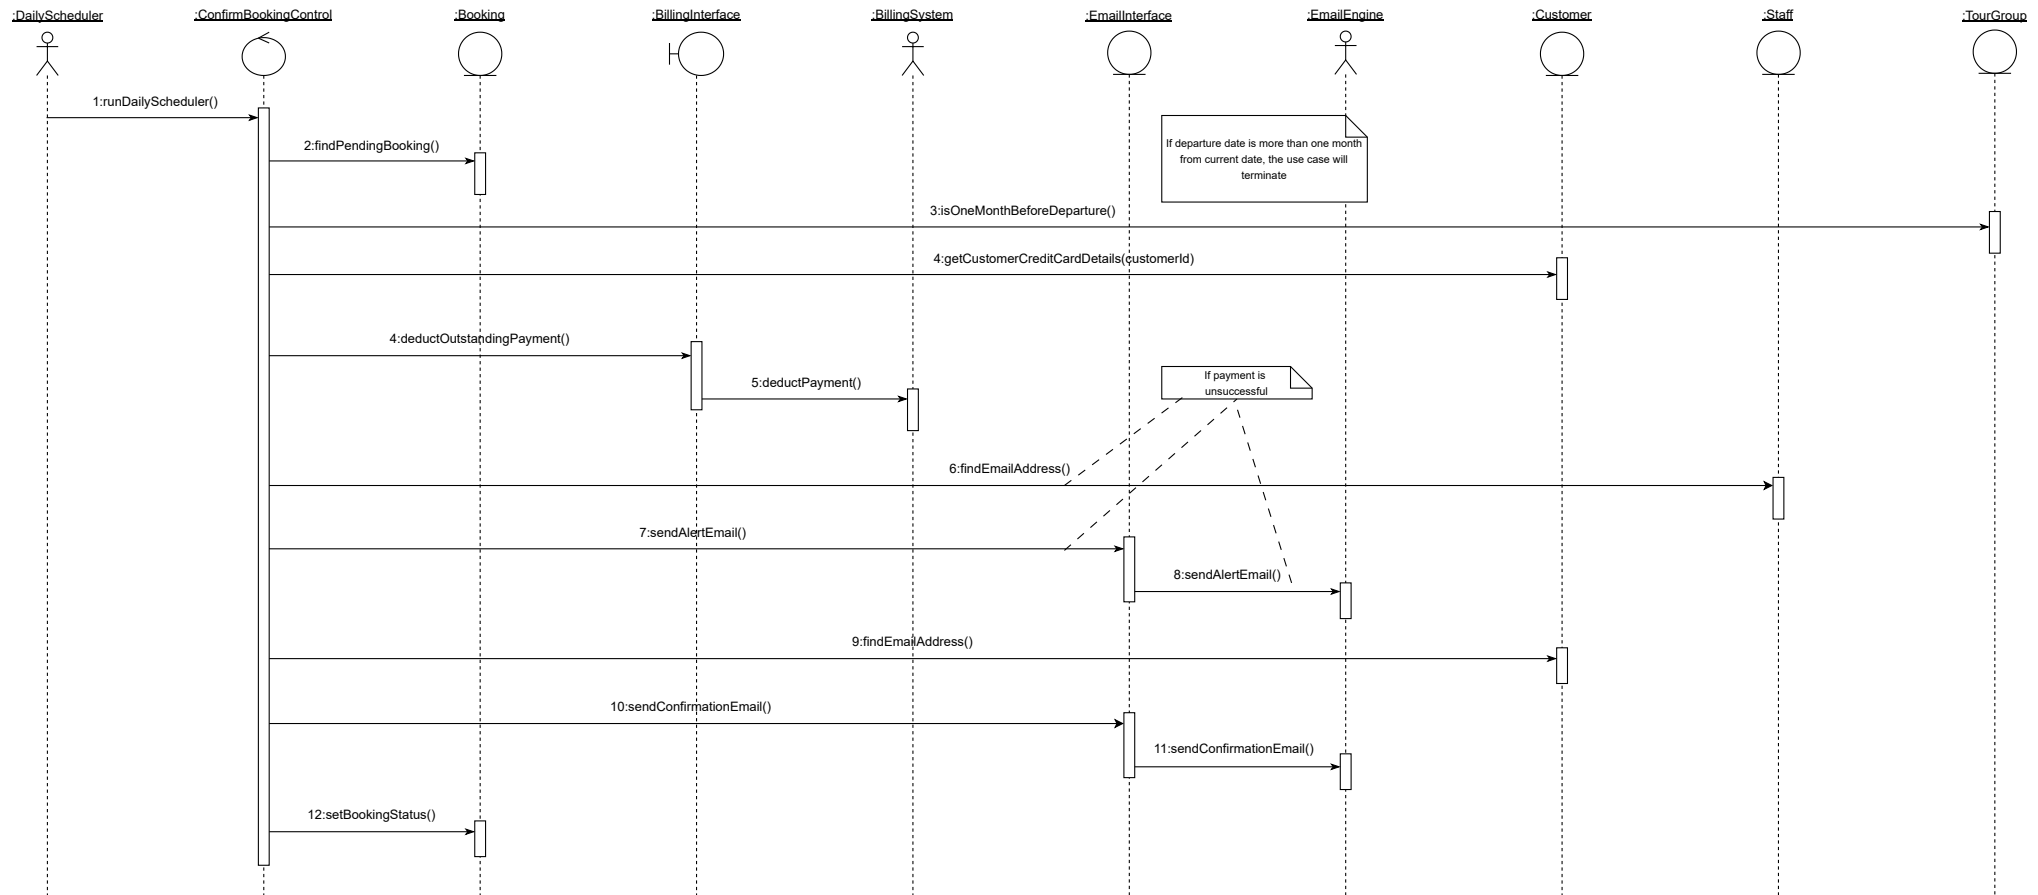 :DailyScheduler
:ConfirmBookingControl
:Booking
:BillingInterface
:BillingSystem
:EmailInterface
:EmailEngine
:Customer
:Staff
:TourGroup
1:runDailyScheduler()
2:findPendingBooking()
If departure date is more than one month
from current date, the use case will
terminate
3:isOneMonthBeforeDeparture()
4:getCustomerCreditCardDetails(customerId)
4:deductOutstandingPayment()
5:deductPayment()
If payment is
unsuccessful
6:findEmailAddress()
7:sendAlertEmail()
8:sendAlertEmail()
9:findEmailAddress()
10:sendConfirmationEmail()
11:sendConfirmationEmail()
12:setBookingStatus()